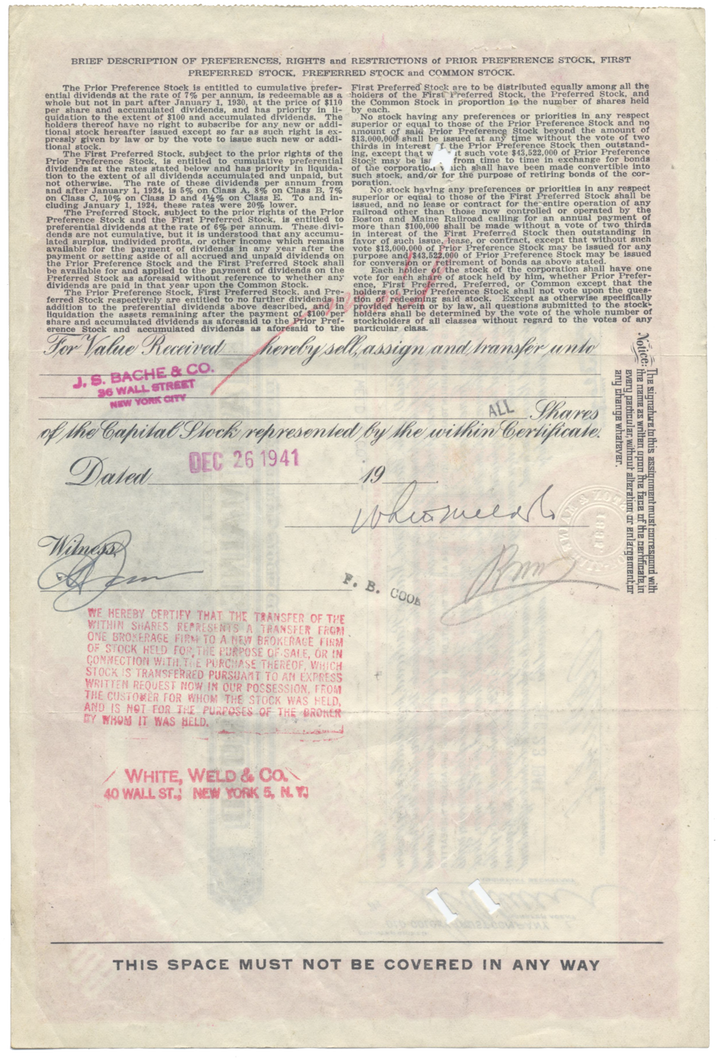 BRIEF DESCRIPTION OF PREFERENCES, RIGHTS and RESTRICTIONS of PRIOR PREFERENCE STOCK, FIRST
PREFERRED STOCK, PREFERRED STOCK and COMMON STOCK.
The Prior Preference Stock is entitled to cumulative prefer-
ential dividends at the rate of 7% per annum, is redeemable as a
whole but not in part after January 1, 1930, at the price of $110
per share and accumulated dividends, and has priority in li-
quidation to the extent of $100 and accumulated dividends. The
holders thereof have no right to subscribe for any new or addi-
tional stock hereafter issued except so far as such right is ex-
pressly given by law or by the vote to issue such new or addi-
tional stock.
The First Preferred Stock, subject to the prior rights of the
Prior Preference Stock, is entitled to cumulative preferential
dividends at the rates stated below and has priority in liquida-
tion to the extent of all dividends accumulated and unpaid, but
not otherwise. The rate of these dividends per annum from
and after January 1, 1924, is 5% on Class A, 8% on Class B, 7%
on Class C, 10% on Class D and 4½% on Class E. To and in-
cluding January 1, 1924, these rates were 20% lower.
The Preferred Stock, subject to the prior rights of the Prior
Preference Stock and the First Preferred Stock, is entitled to
preferential dividends at the rate of 6% per annum. These divi-
dends are not cumulative, but it is understood that any accumu-
lated surplus, undivided profits, or other income which remains
available for the payment of dividends in any year after the
payment or setting aside of all accrued and unpaid dividends on
the Prior Preference Stock and the First Preferred Stock shall
be available for and applied to the payment of dividends on the
Preferred Stock as aforesaid without reference to whether any
dividends are paid in that year upon the Common Stock.
The Prior Preference Stock, First Preferred Stock, and Pre-
ferred Stock respectively are entitled to no further dividends in
addition to the preferential dividends above described, and in
liquidation the assets remaining after the payment of $100 per
share and accumulated dividends as aforesaid to the Prior Pref-
erence Stock and accumulated dividends as aforesaid to the
First Preferred Stock are to be distributed equally among all the
holders of the First Preferred Stock, the Preferred Stock, and
the Common Stock in proportion to the number of shares held
by each.
No stock having any preferences or priorities in any respect
superior or equal to those of the Prior Preference Stock and no
amount of said Prior Preference Stock beyond the amount of
$13,000,000 shall be issued at any time without the vote of two
thirds in interest of the Prior Preference Stock then outstand-
ing, except that w t such vote $43,522,000 of Prior Preference
Stock may be is from time to time in exchange for bonds
of the corporation which shall have been made convertible into
such stock, and/or for the purpose of retiring bonds of the cor-
poration.
No stock having any preferences or priorities in any respect
superior or equal to those of the First Preferred Stock shall be
issued, and no lease or contract for the entire operation of any
railroad other than those now controlled or operated by the
Boston and Maine Railroad calling for an annual payment of
more than $100,000 shall be made without a vote of two thirds
in interest of the First Preferred Stock then outstanding in
favor of such issue, lease, or contract, except that without such
vote $13,000,000 of Prior Preference Stock may be issued for any
purpose and $43,522,000 of Prior Preference Stock may be issued
for conversion or retirement of bonds as above stated.
Each holder of the stock of the corporation shall have one
vote for each share of stock held by him, whether Prior Prefer-
ence, First Preferred, Preferred, or Common except that the
holders of Prior Preference Stock shall not vote upon the ques-
tion of redeeming said stock. Except as otherwise specifically
provided herein or by law, all questions submitted to the stock-
holders shall be determined by the vote of the whole number of
stockholders of all classes without regard to the votes of any
particular class.
For Value Received hereby sell, assign and transfer unto
J. S. BACHE & CO.
36 WALL STREET
NEW YORK CITY
ALL Shares
of the Capital Stock represented by the within Certificate.
Dated DEC 26 1941 19
White Weld & Co
Witness
F. B. COOK
Notice: The signature to this assignment must correspond with
the name as written upon the face of the certificate, in
every particular, without alteration or enlargement or
any change whatever.
WE HEREBY CERTIFY THAT THE TRANSFER OF THE
WITHIN SHARES REPRESENTS A TRANSFER FROM
ONE BROKERAGE FIRM TO A NEW BROKERAGE FIRM
OF STOCK HELD FOR THE PURPOSE OF SALE, OR IN
CONNECTION WITH THE PURCHASE THEREOF, WHICH
STOCK IS TRANSFERRED PURSUANT TO AN EXPRESS
WRITTEN REQUEST NOW IN OUR POSSESSION, FROM
THE CUSTOMER FOR WHOM THE STOCK WAS HELD,
AND IS NOT FOR THE PURPOSES OF THE BROKER
BY WHOM IT WAS HELD.
WHITE, WELD & CO.
40 WALL ST., NEW YORK 5, N.Y.
THIS SPACE MUST NOT BE COVERED IN ANY WAY